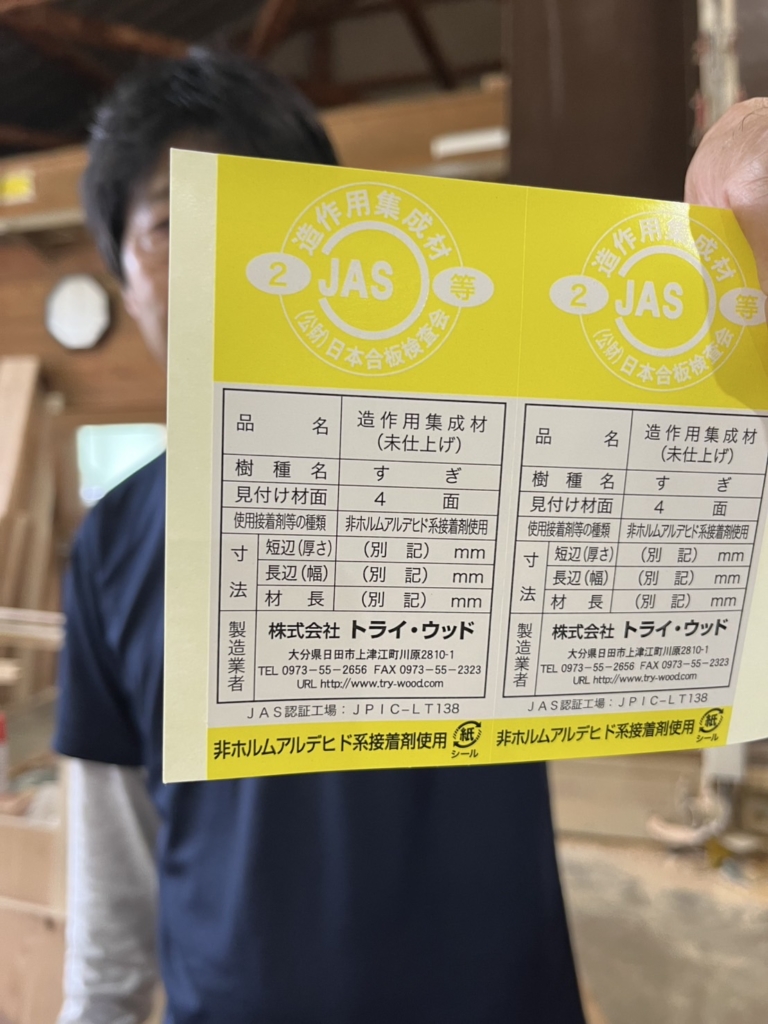 造作用集成材
2 JAS 等
(公財)日本合板検査会
品名 造作用集成材
(未仕上げ)
樹種名 すぎ
見付け材面 4面
使用接着剤等の種類 非ホルムアルデヒド系接着剤使用
寸法 短辺(厚さ) (別記) mm
長辺(幅) (別記) mm
材長 (別記) mm
製造業者 株式会社 トライ・ウッド
大分県日田市上津江町川原2810-1
TEL 0973-55-2656 FAX 0973-55-2323
URL http://www.try-wood.com
JAS認証工場:JPIC-LT138
非ホルムアルデヒド系接着剤使用 紙
シール
造作用集成材
2 JAS 等
(公財)日本合板検査会
品名 造作用集成材
(未仕上げ)
樹種名 すぎ
見付け材面 4面
使用接着剤等の種類 非ホルムアルデヒド系接着剤使用
寸法 短辺(厚さ) (別記) mm
長辺(幅) (別記) mm
材長 (別記) mm
製造業者 株式会社 トライ・ウッド
大分県日田市上津江町川原2810-1
TEL 0973-55-2656 FAX 0973-55-2323
URL http://www.try-wood.com
JAS認証工場:JPIC-LT138
非ホルムアルデヒド系接着剤使用 紙
シール